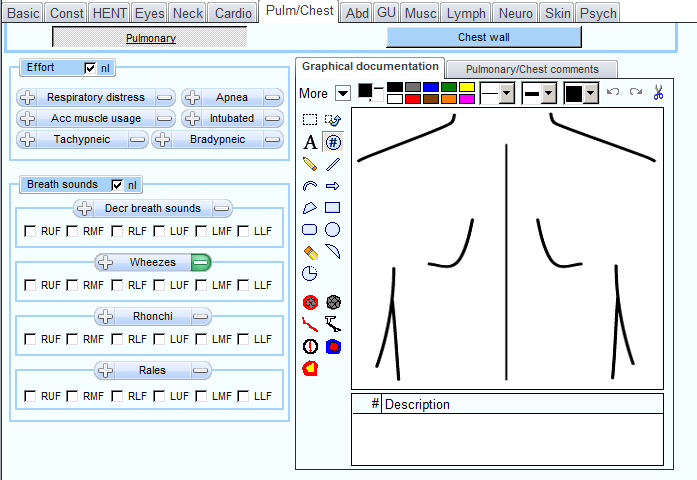 Basic Const HENT Eyes Neck Cardio Pulm/Chest Abd GU Musc Lymph Neuro Skin Psych
Pulmonary Chest wall
Effort nl
Respiratory distress Apnea
Acc muscle usage Intubated
Tachypneic Bradypneic
Breath sounds nl
Decr breath sounds
RUF RMF RLF LUF LMF LLF
Wheezes
RUF RMF RLF LUF LMF LLF
Rhonchi
RUF RMF RLF LUF LMF LLF
Rales
RUF RMF RLF LUF LMF LLF
Graphical documentation Pulmonary/Chest comments
More
A #
# Description